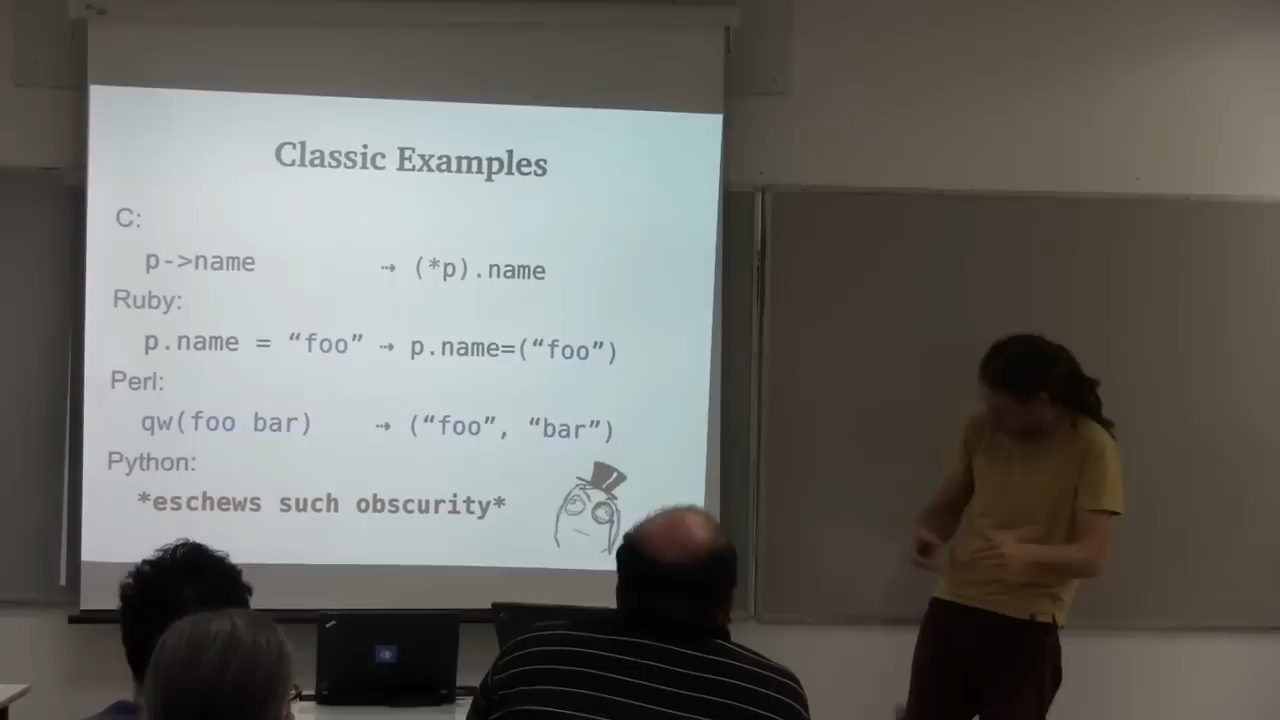 Classic Examples
C:
p->name ⇢ (*p).name
Ruby:
p.name = “foo” ⇢ p.name=(“foo”)
Perl:
qw(foo bar) ⇢ (“foo”, “bar”)
Python:
*eschews such obscurity*